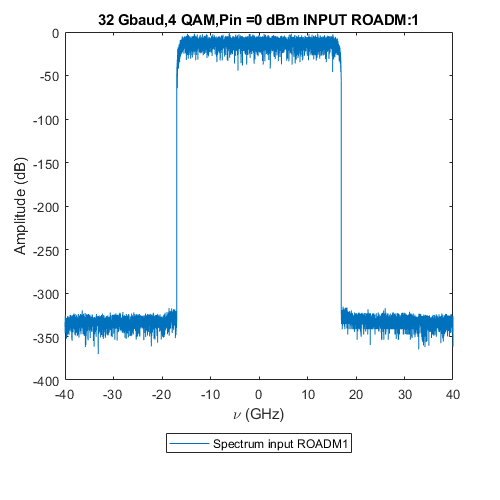 32 Gbaud,4 QAM,Pin =0 dBm INPUT ROADM:1
Amplitude (dB)
0
-50
-100
-150
-200
-250
-300
-350
-400
-40 -30 -20 -10 0 10 20 30 40
ν (GHz)
Spectrum input ROADM1